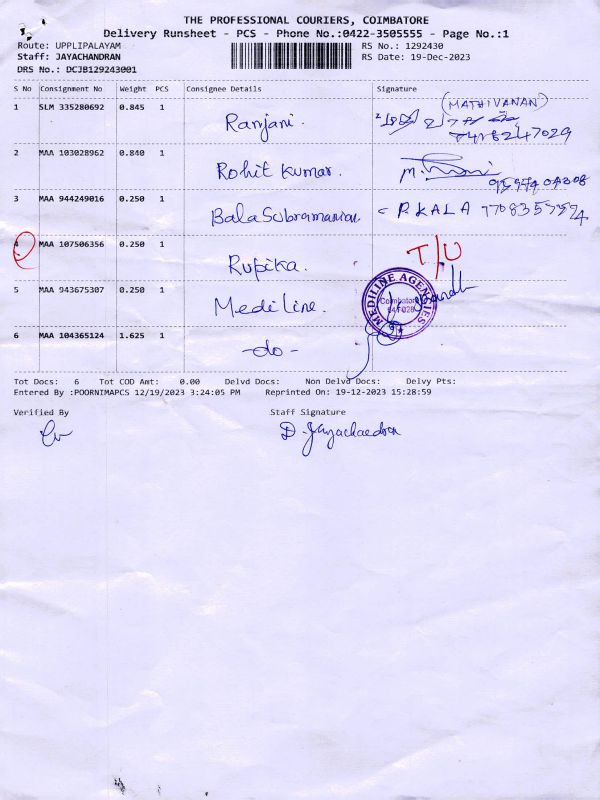 THE PROFESSIONAL COURIERS, COIMBATORE
Delivery Runsheet - PCS - Phone No.:0422-3505555 - Page No.:1
Route: UPPLIPALAYAM RS No.: 1292430
Staff: JAYACHANDRAN RS Date: 19-Dec-2023
DRS No.: DCJB129243001
S No Consignment No Weight PCS Consignee Details Signature
1 SLM 335280692 0.845 1 Ranjani. (MATHIVANAN)
2 MAA 103028962 0.840 1 Rohit Kumar.
3 MAA 944249016 0.250 1 BalaSubramanian. P. KALA
4 MAA 107506356 0.250 1 Rupika. T/U
5 MAA 943675307 0.250 1 Mediline.
MEDILINE AGENCIES
Coimbatore
6 MAA 104365124 1.625 1 -do-
Tot Docs: 6 Tot COD Amt: 0.00 Delvd Docs: Non Delvd Docs: Delvy Pts:
Entered By :POORNIMAPCS 12/19/2023 3:24:05 PM Reprinted On: 19-12-2023 15:28:59
Verified By Staff Signature
D. Jayachandran